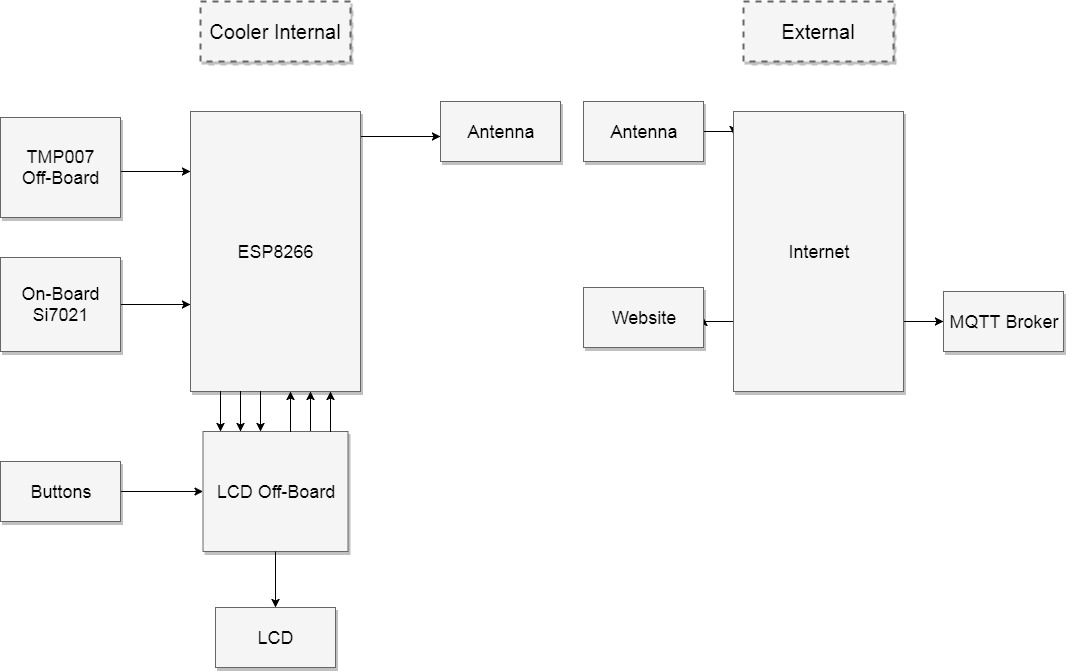 Cooler Internal
External
TMP007
Off-Board
On-Board
Si7021
Buttons
ESP8266
LCD Off-Board
LCD
Antenna
Antenna
Website
Internet
MQTT Broker